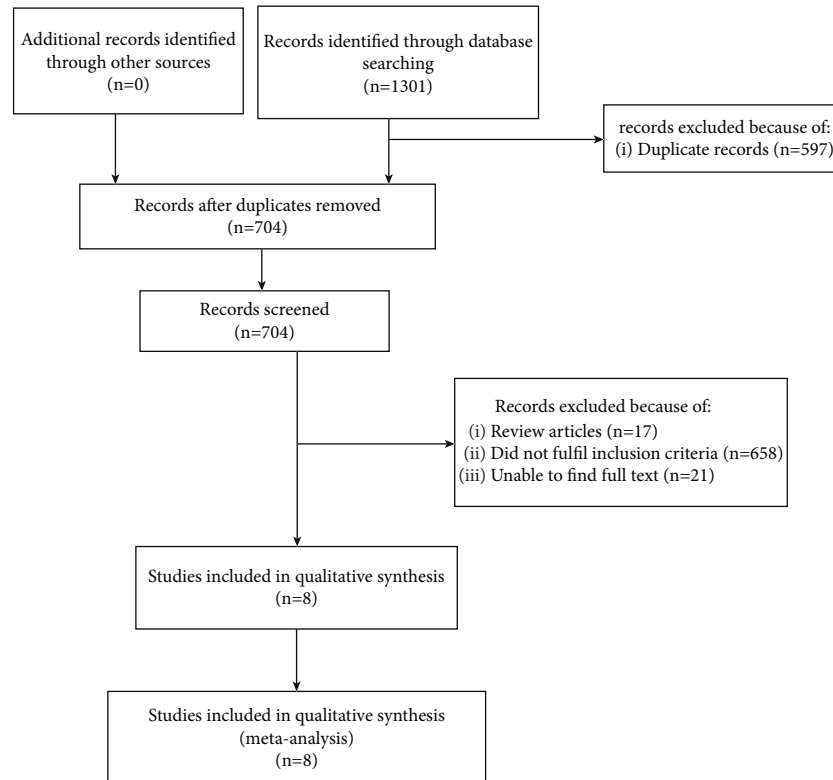 Additional records identified
through other sources
(n=0)
Records identified through database
searching
(n=1301)
records excluded because of:
(i) Duplicate records (n=597)
Records after duplicates removed
(n=704)
Records screened
(n=704)
Records excluded because of:
(i) Review articles (n=17)
(ii) Did not fulfil inclusion criteria (n=658)
(iii) Unable to find full text (n=21)
Studies included in qualitative synthesis
(n=8)
Studies included in qualitative synthesis
(meta-analysis)
(n=8)